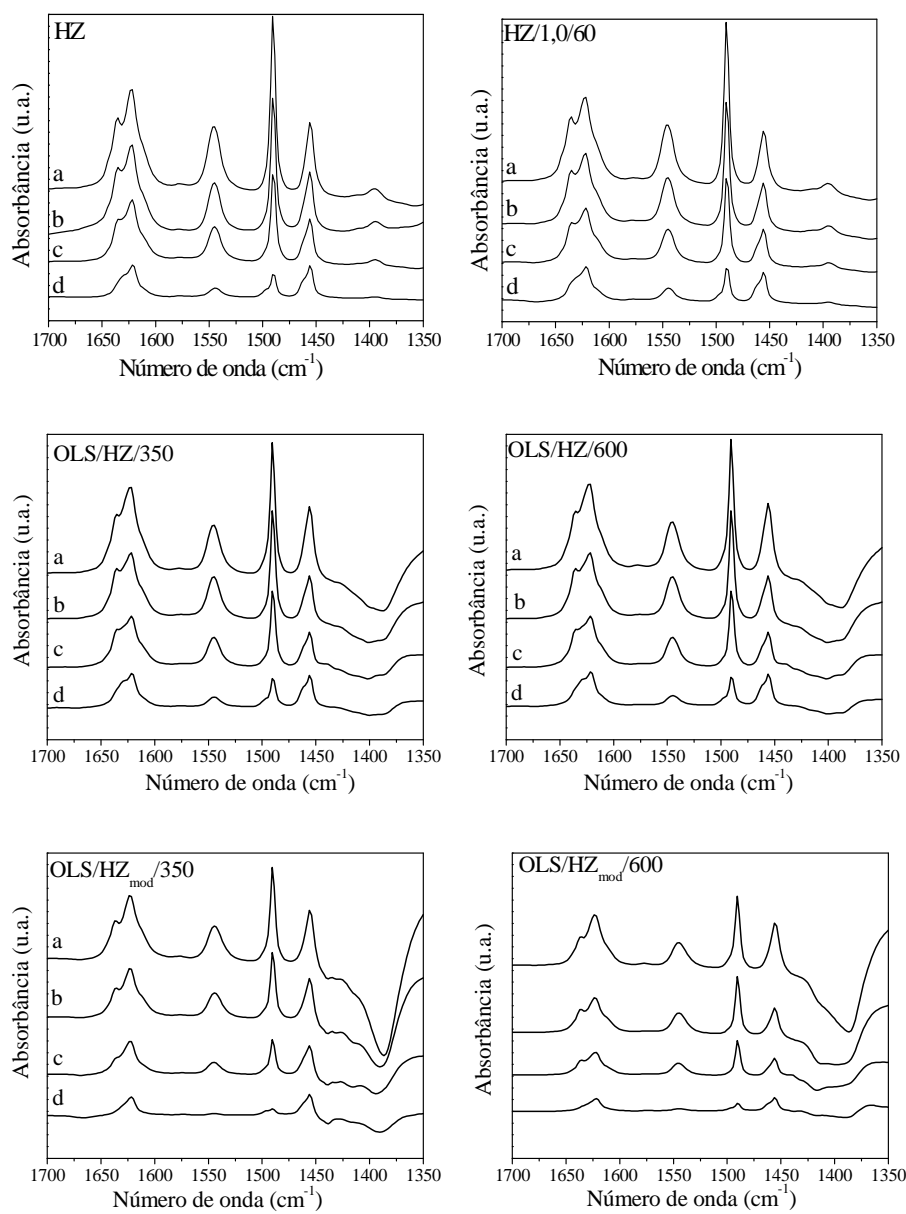 HZ
Absorbância (u.a.)
a
b
c
d
1700 1650 1600 1550 1500 1450 1400 1350
Número de onda (cm⁻¹)
HZ/1,0/60
Absorbância (u.a.)
a
b
c
d
1700 1650 1600 1550 1500 1450 1400 1350
Número de onda (cm⁻¹)
OLS/HZ/350
Absorbância (u.a.)
a
b
c
d
1700 1650 1600 1550 1500 1450 1400 1350
Número de onda (cm⁻¹)
OLS/HZ/600
Absorbância (u.a.)
a
b
c
d
1700 1650 1600 1550 1500 1450 1400 1350
Número de onda (cm⁻¹)
OLS/HZmod/350
Absorbância (u.a.)
a
b
c
d
1700 1650 1600 1550 1500 1450 1400 1350
Número de onda (cm⁻¹)
OLS/HZmod/600
Absorbância (u.a.)
a
b
c
d
1700 1650 1600 1550 1500 1450 1400 1350
Número de onda (cm⁻¹)